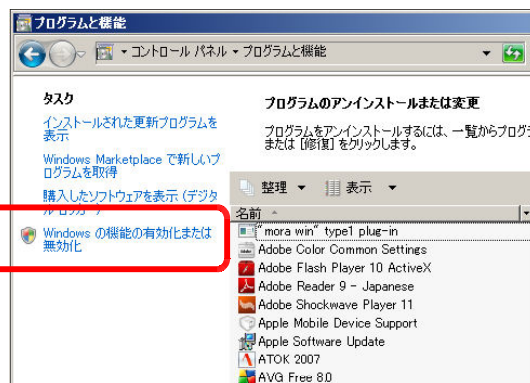 プログラムと機能
コントロール パネル
プログラムと機能
タスク
インストールされた更新プログラムを
表示
Windows Marketplace で新しいプ
ログラムを取得
購入したソフトウェアを表示 (デジタ
Windows の機能の有効化または
無効化
プログラムのアンインストールまたは変更
プログラムをアンインストールするには、一覧からプログ
または [修復] をクリックします。
整理
表示
名前
"mora win" type1 plug-in
Adobe Color Common Settings
Adobe Flash Player 10 ActiveX
Adobe Reader 9 - Japanese
Adobe Shockwave Player 11
Apple Mobile Device Support
Apple Software Update
ATOK 2007
AVG Free 8.0